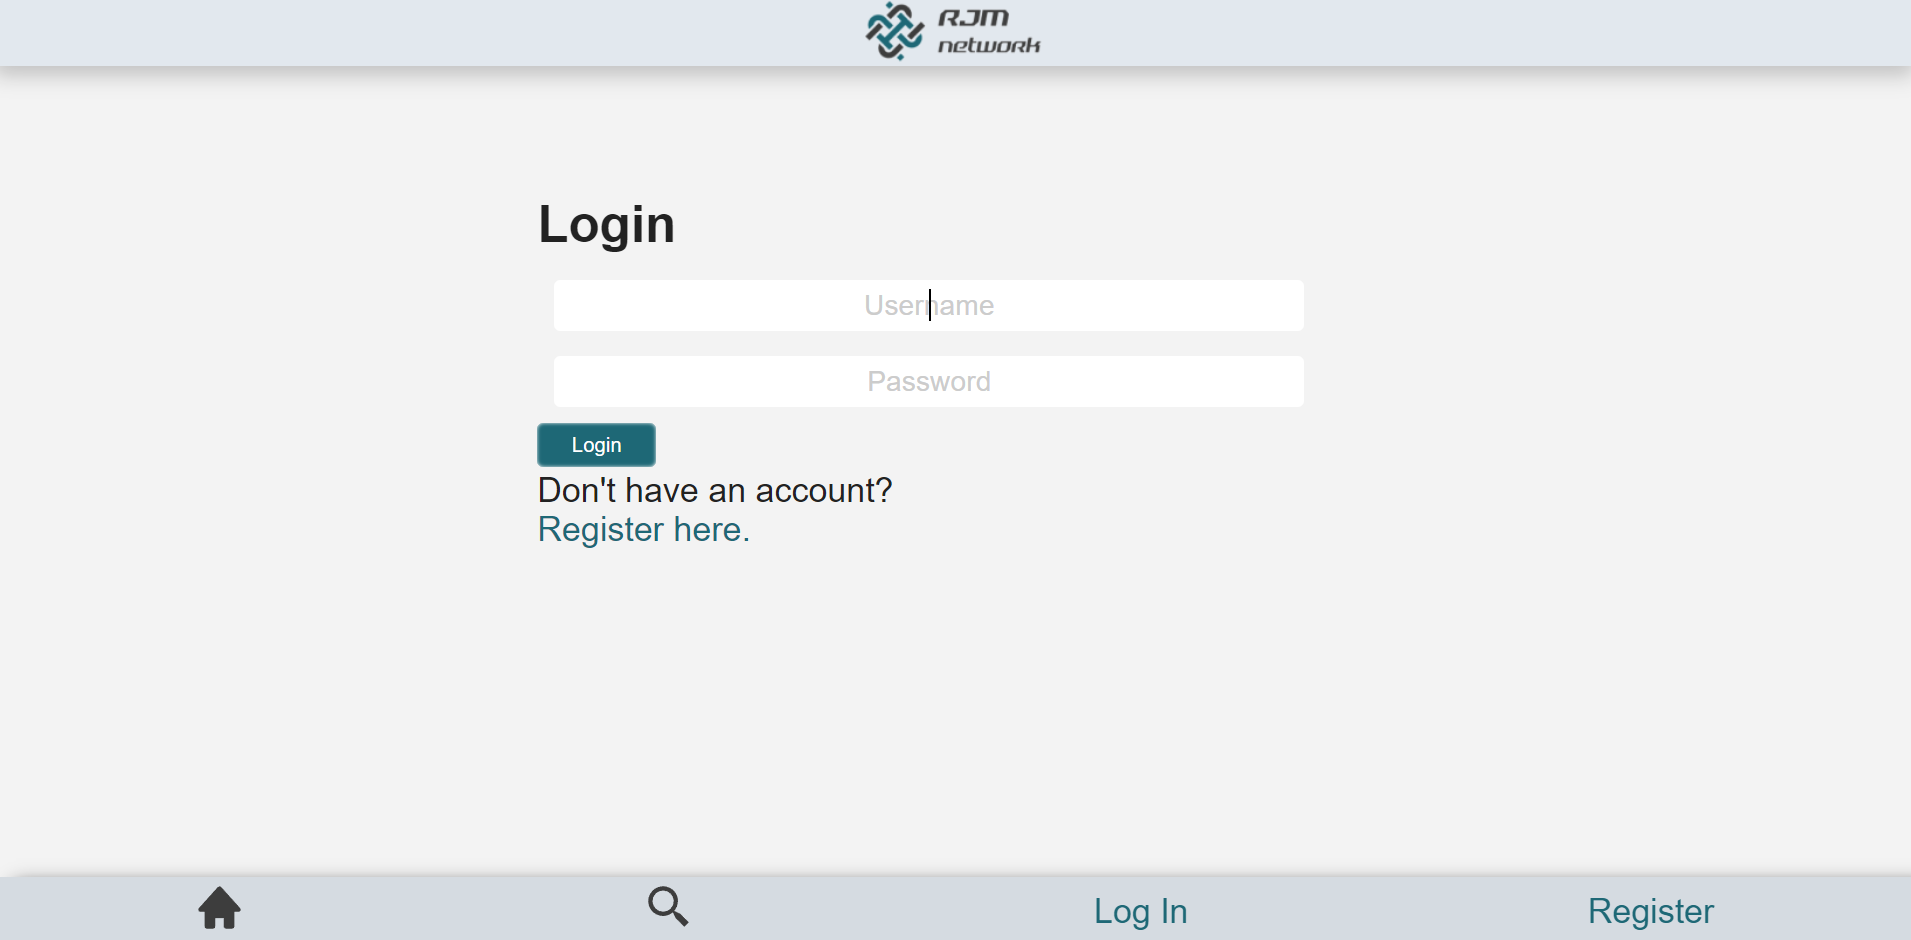 RJM
network
Login
Username
Password
Login
Don't have an account?
Register here.
Log In
Register